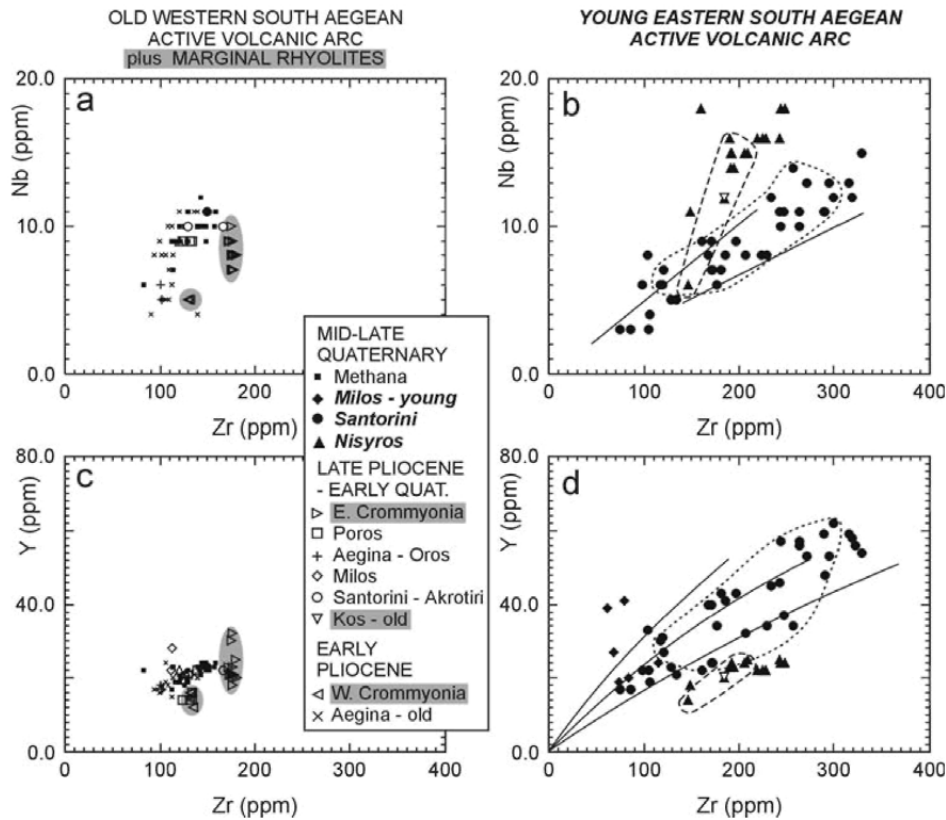 OLD WESTERN SOUTH AEGEAN
ACTIVE VOLCANIC ARC
plus MARGINAL RHYOLITES
YOUNG EASTERN SOUTH AEGEAN
ACTIVE VOLCANIC ARC
a
Nb (ppm)
20.0
10.0
0.0
0
100
200
300
400
Zr (ppm)
b
Nb (ppm)
20.0
10.0
0.0
0
100
200
300
400
Zr (ppm)
MID-LATE
QUATERNARY
Methana
Milos - young
Santorini
Nisyros
LATE PLIOCENE
- EARLY QUAT.
E. Crommyonia
Poros
Aegina - Oros
Milos
Santorini - Akrotiri
Kos - old
EARLY
PLIOCENE
W. Crommyonia
Aegina - old
c
Y (ppm)
80.0
40.0
0.0
0
100
200
300
400
Zr (ppm)
d
Y (ppm)
80.0
40.0
0.0
0
100
200
300
400
Zr (ppm)